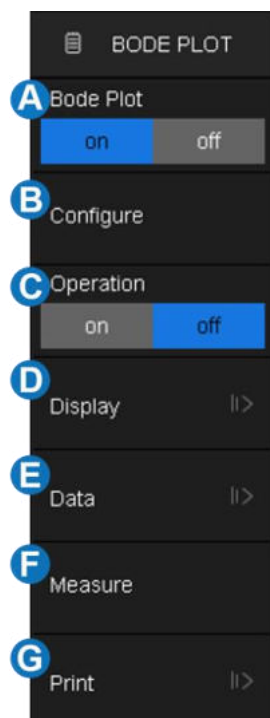 BODE PLOT
A Bode Plot
on off
B
Configure
C Operation
on off
D
Display
E
Data
F
Measure
G
Print